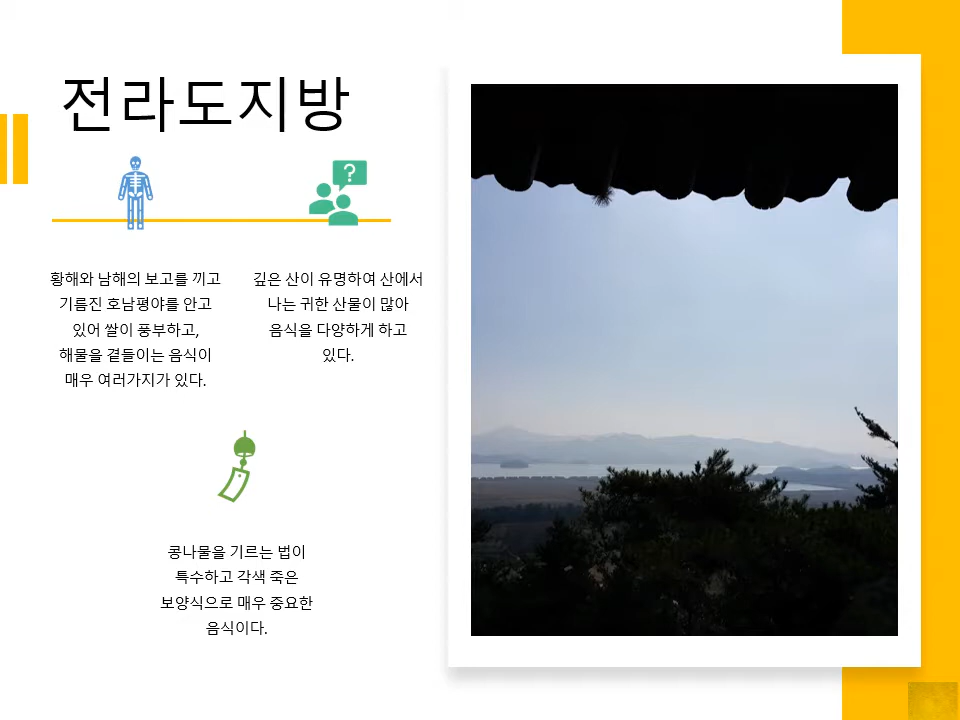 전라도지방
?
황해와 남해의 보고를 끼고
기름진 호남평야를 안고
있어 쌀이 풍부하고,
해물을 곁들이는 음식이
매우 여러가지가 있다.
깊은 산이 유명하여 산에서
나는 귀한 산물이 많아
음식을 다양하게 하고
있다.
콩나물을 기르는 법이
특수하고 각색 죽은
보양식으로 매우 중요한
음식이다.